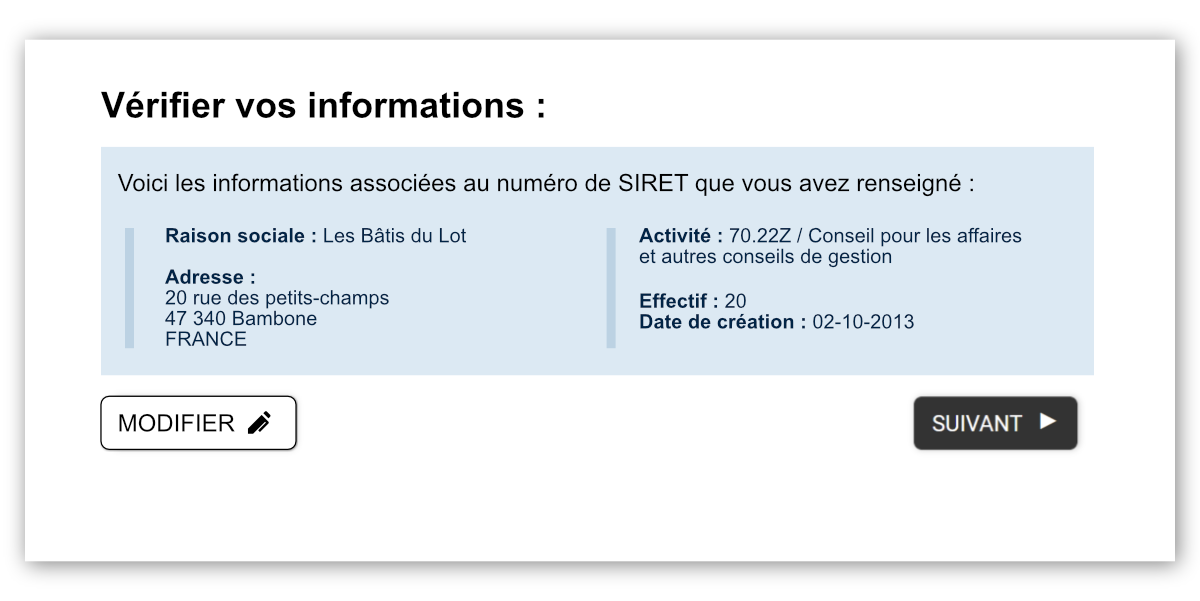 Vérifier vos informations :
Voici les informations associées au numéro de SIRET que vous avez renseigné :
Raison sociale : Les Bâtis du Lot
Adresse :
20 rue des petits-champs
47 340 Bambone
FRANCE
Activité : 70.22Z / Conseil pour les affaires
et autres conseils de gestion
Effectif : 20
Date de création : 02-10-2013
MODIFIER
SUIVANT